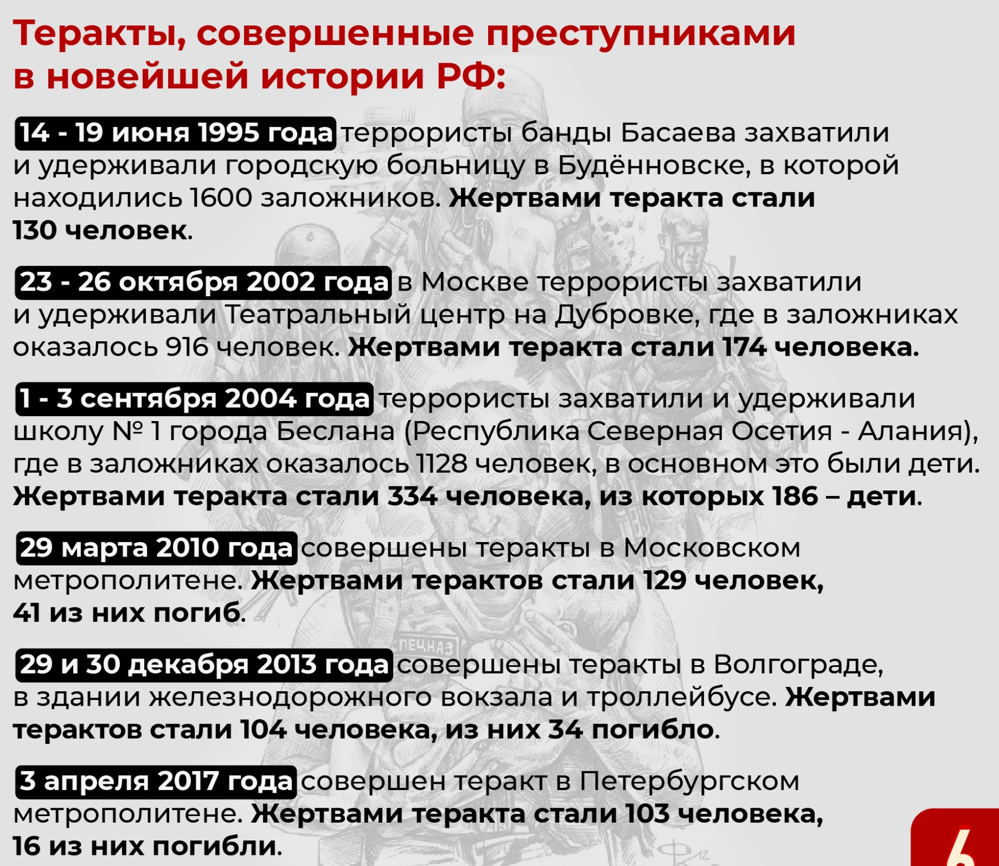 Теракты, совершенные преступниками
в новейшей истории РФ:
14 - 19 июня 1995 года террористы банды Басаева захватили
и удерживали городскую больницу в Будённовске, в которой
находились 1600 заложников. Жертвами теракта стали
130 человек.
23 - 26 октября 2002 года в Москве террористы захватили
и удерживали Театральный центр на Дубровке, где в заложниках
оказалось 916 человек. Жертвами теракта стали 174 человека.
1 - 3 сентября 2004 года террористы захватили и удерживали
школу № 1 города Беслана (Республика Северная Осетия - Алания),
где в заложниках оказалось 1128 человек, в основном это были дети.
Жертвами теракта стали 334 человека, из которых 186 – дети.
29 марта 2010 года совершены теракты в Московском
метрополитене. Жертвами терактов стали 129 человек,
41 из них погиб.
СПЕЦНАЗ
29 и 30 декабря 2013 года совершены теракты в Волгограде,
в здании железнодорожного вокзала и троллейбусе. Жертвами
терактов стали 104 человека, из них 34 погибло.
3 апреля 2017 года совершен теракт в Петербургском
метрополитене. Жертвами теракта стали 103 человека,
16 из них погибли.
6